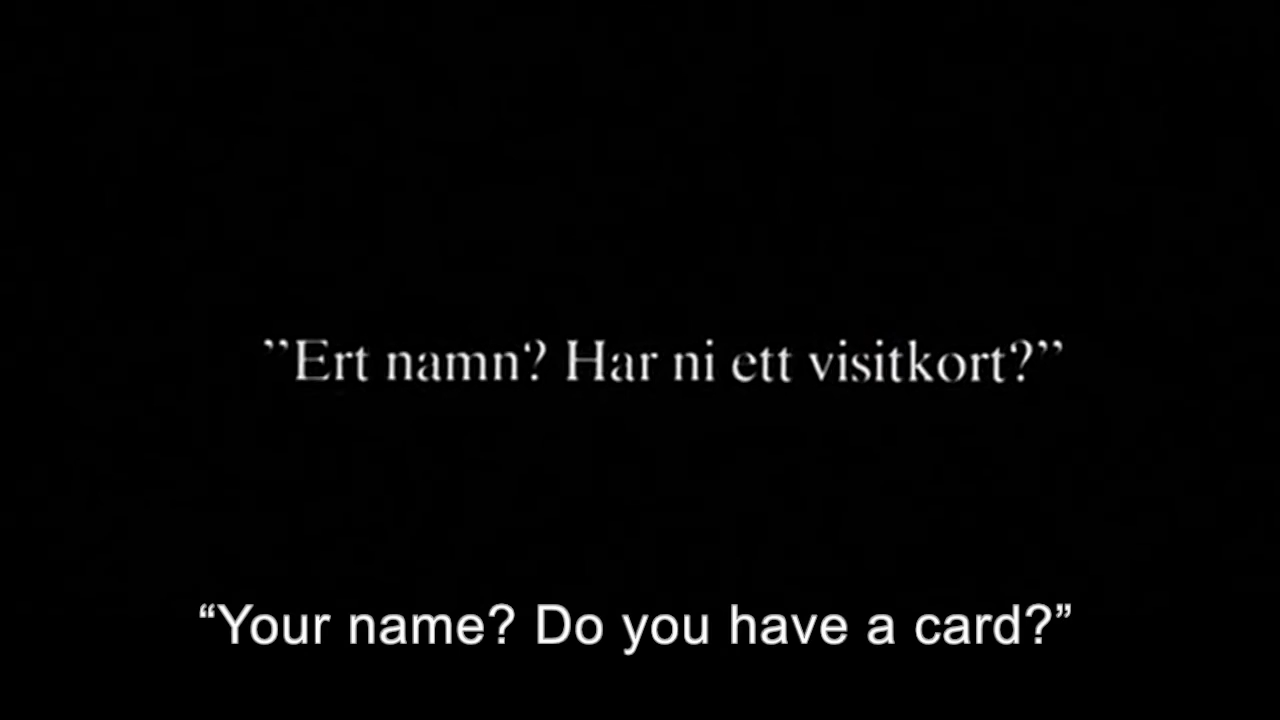 ”Ert namn? Har ni ett visitkort?”
“Your name? Do you have a card?”